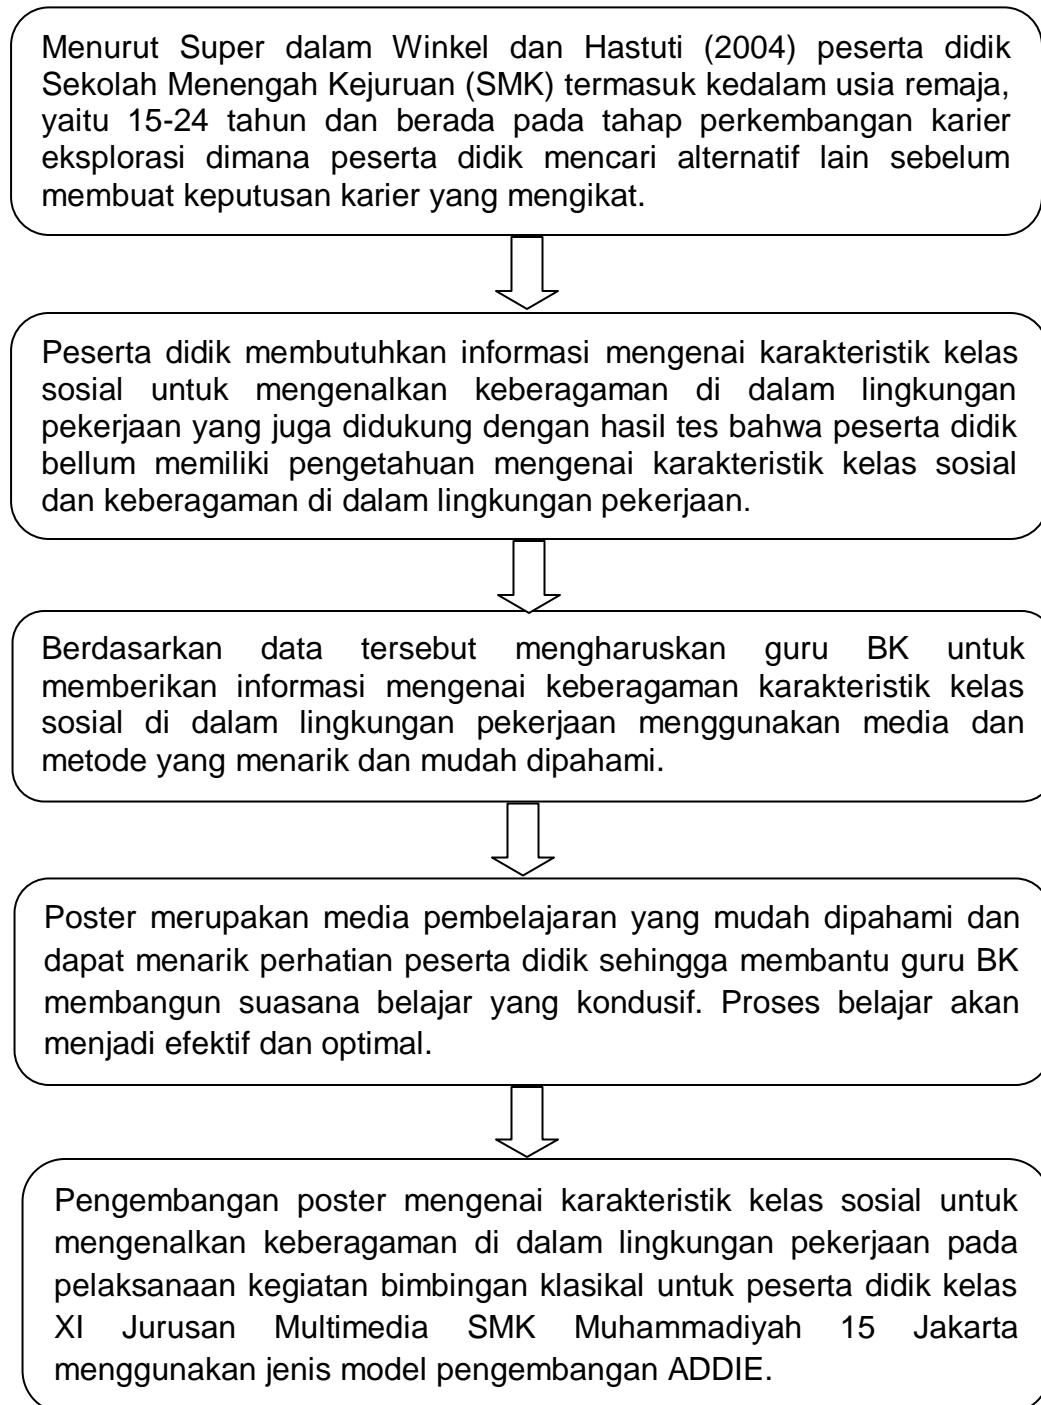 Menurut Super dalam Winkel dan Hastuti (2004) peserta didik
Sekolah Menengah Kejuruan (SMK) termasuk kedalam usia remaja,
yaitu 15-24 tahun dan berada pada tahap perkembangan karier
eksplorasi dimana peserta didik mencari alternatif lain sebelum
membuat keputusan karier yang mengikat.
Peserta didik membutuhkan informasi mengenai karakteristik kelas
sosial untuk mengenalkan keberagaman di dalam lingkungan
pekerjaan yang juga didukung dengan hasil tes bahwa peserta didik
bellum memiliki pengetahuan mengenai karakteristik kelas sosial
dan keberagaman di dalam lingkungan pekerjaan.
Berdasarkan data tersebut mengharuskan guru BK untuk
memberikan informasi mengenai keberagaman karakteristik kelas
sosial di dalam lingkungan pekerjaan menggunakan media dan
metode yang menarik dan mudah dipahami.
Poster merupakan media pembelajaran yang mudah dipahami dan
dapat menarik perhatian peserta didik sehingga membantu guru BK
membangun suasana belajar yang kondusif. Proses belajar akan
menjadi efektif dan optimal.
Pengembangan poster mengenai karakteristik kelas sosial untuk
mengenalkan keberagaman di dalam lingkungan pekerjaan pada
pelaksanaan kegiatan bimbingan klasikal untuk peserta didik kelas
XI Jurusan Multimedia SMK Muhammadiyah 15 Jakarta
menggunakan jenis model pengembangan ADDIE.